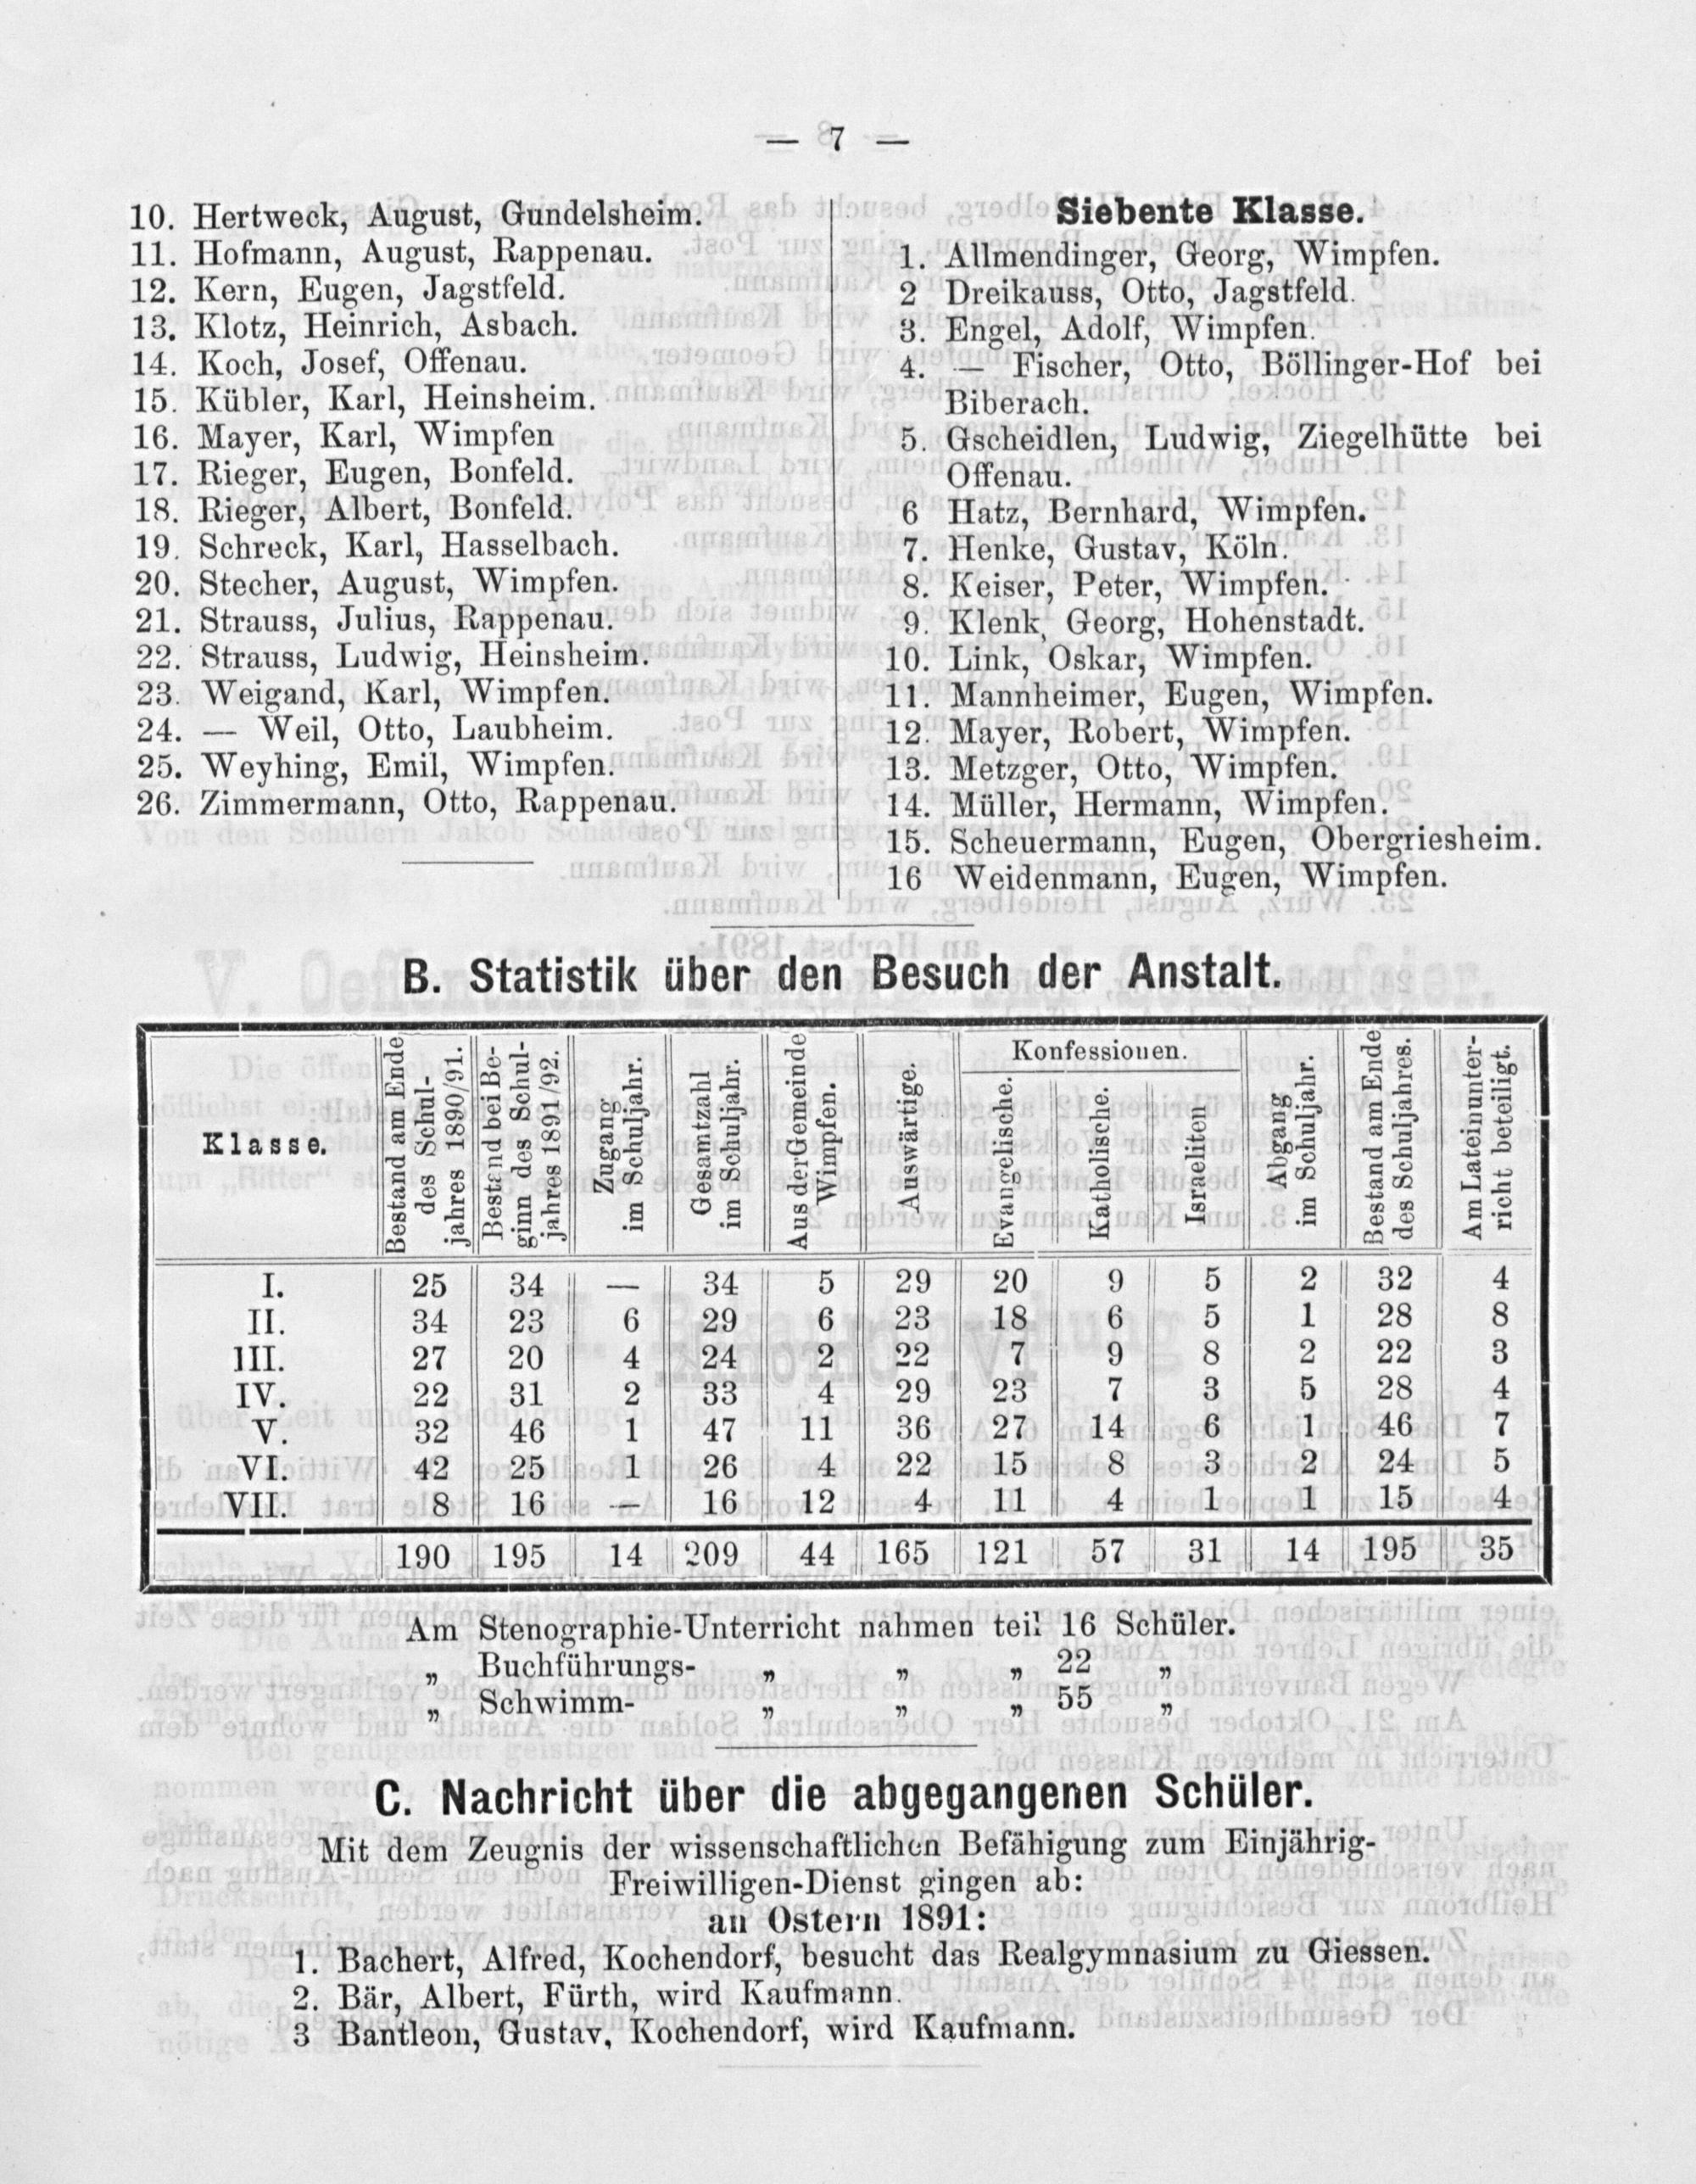 — 7 —
10. Hertweck, August, Gundelsheim.
11. Hofmann, August, Rappenau.
12. Kern, Eugen, Jagstfeld.
13. Klotz, Heinrich, Asbach.
14. Koch, Josef, Offenau.
15. Kübler, Karl, Heinsheim.
16. Mayer, Karl, Wimpfen
17. Rieger, Eugen, Bonfeld.
18. Rieger, Albert, Bonfeld.
19. Schreck, Karl, Hasselbach.
20. Stecher, August, Wimpfen.
21. Strauss, Julius, Rappenau.
22. Strauss, Ludwig, Heinsheim.
23. Weigand, Karl, Wimpfen.
24. — Weil, Otto, Laubheim.
25. Weyhing, Emil, Wimpfen.
26. Zimmermann, Otto, Rappenau.
Siebente Klasse.
1. Allmendinger, Georg, Wimpfen.
2 Dreikauss, Otto, Jagstfeld.
3. Engel, Adolf, Wimpfen.
4. — Fischer, Otto, Böllinger-Hof bei
Biberach.
5. Gscheidlen, Ludwig, Ziegelhütte bei
Offenau.
6 Hatz, Bernhard, Wimpfen.
7. Henke, Gustav, Köln.
8. Keiser, Peter, Wimpfen.
9. Klenk, Georg, Hohenstadt.
10. Link, Oskar, Wimpfen.
11. Mannheimer, Eugen, Wimpfen.
12. Mayer, Robert, Wimpfen.
13. Metzger, Otto, Wimpfen.
14. Müller, Hermann, Wimpfen.
15. Scheuermann, Eugen, Obergriesheim.
16 Weidenmann, Eugen, Wimpfen.
B. Statistik über den Besuch der Anstalt.
Klasse.
Bestand am Ende
des Schul-
jahres 1890/91.
Bestand bei Be-
ginn des Schul-
jahres 1891/92.
Zugang
im Schuljahr.
Gesamtzahl
im Schuljahr.
Aus der Gemeinde
Wimpfen.
Auswärtige.
Konfessionen.
Evangelische.
Katholische.
Israeliten
Abgang
im Schuljahr.
Bestand am Ende
des Schuljahres.
Am Lateinunter-
richt beteiligt.
I. 25 34 — 34 5 29 20 9 5 2 32 4
II. 34 23 6 29 6 23 18 6 5 1 28 8
III. 27 20 4 24 2 22 7 9 8 2 22 3
IV. 22 31 2 33 4 29 23 7 3 5 28 4
V. 32 46 1 47 11 36 27 14 6 1 46 7
VI. 42 25 1 26 4 22 15 8 3 2 24 5
VII. 8 16 — 16 12 4 11 4 1 1 15 4
190 195 14 209 44 165 121 57 31 14 195 35
Am Stenographie-Unterricht nahmen teil 16 Schüler.
„ Buchführungs- „ „ „ 22 „
„ Schwimm- „ „ „ 55 „
C. Nachricht über die abgegangenen Schüler.
Mit dem Zeugnis der wissenschaftlichen Befähigung zum Einjährig-
Freiwilligen-Dienst gingen ab:
an Ostern 1891:
1. Bachert, Alfred, Kochendorf, besucht das Realgymnasium zu Giessen.
2. Bär, Albert, Fürth, wird Kaufmann.
3 Bantleon, Gustav, Kochendorf, wird Kaufmann.